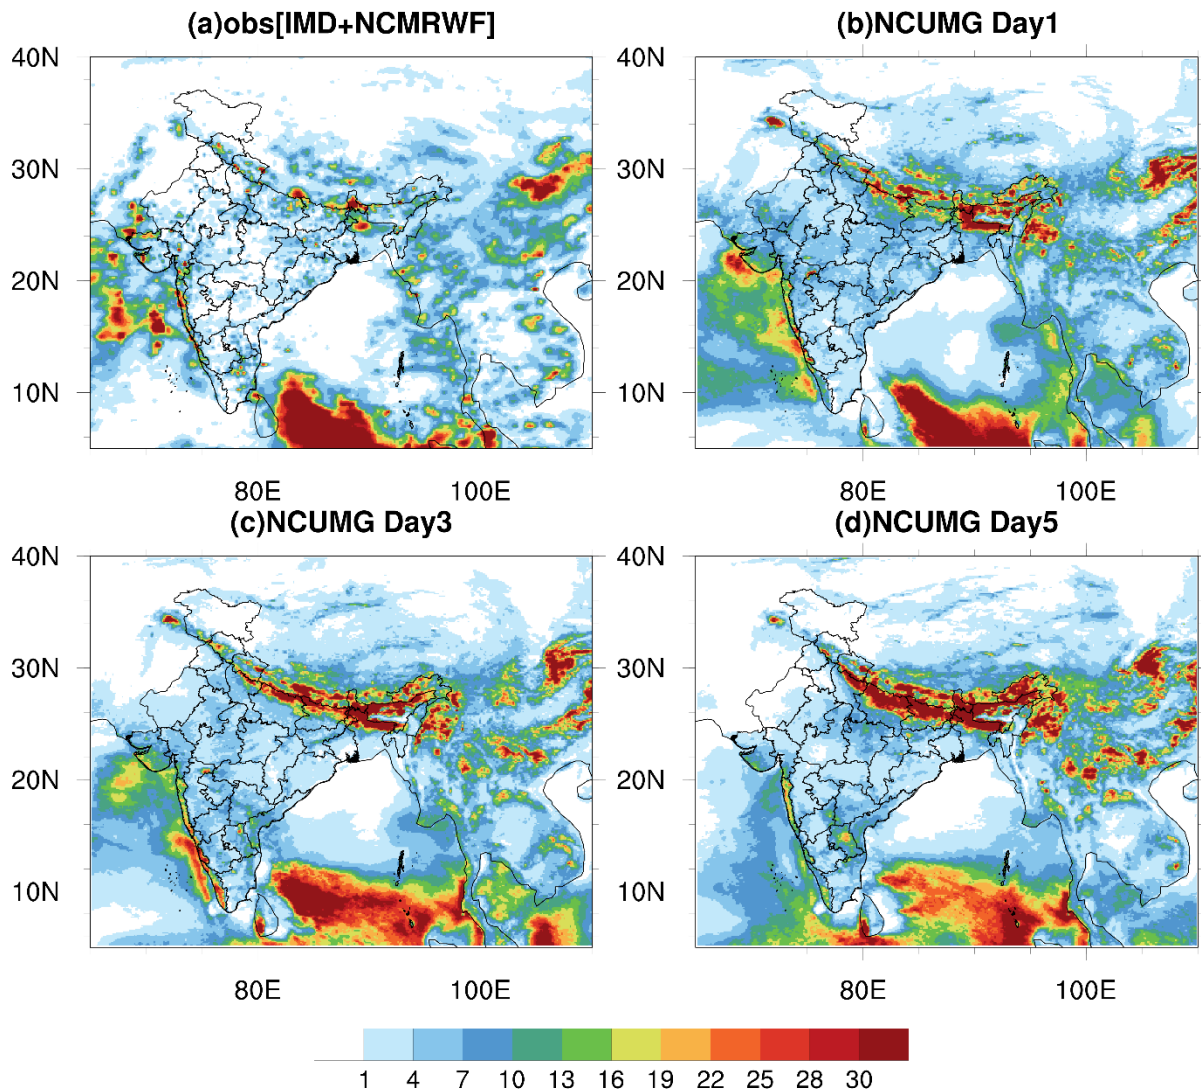 (a)obs[IMD+NCMRWF]
(b)NCUMG Day1
40N
30N
20N
10N
40N
30N
20N
10N
80E
100E
80E
100E
(c)NCUMG Day3
(d)NCUMG Day5
40N
30N
20N
10N
40N
30N
20N
10N
80E
100E
80E
100E
1 4 7 10 13 16 19 22 25 28 30